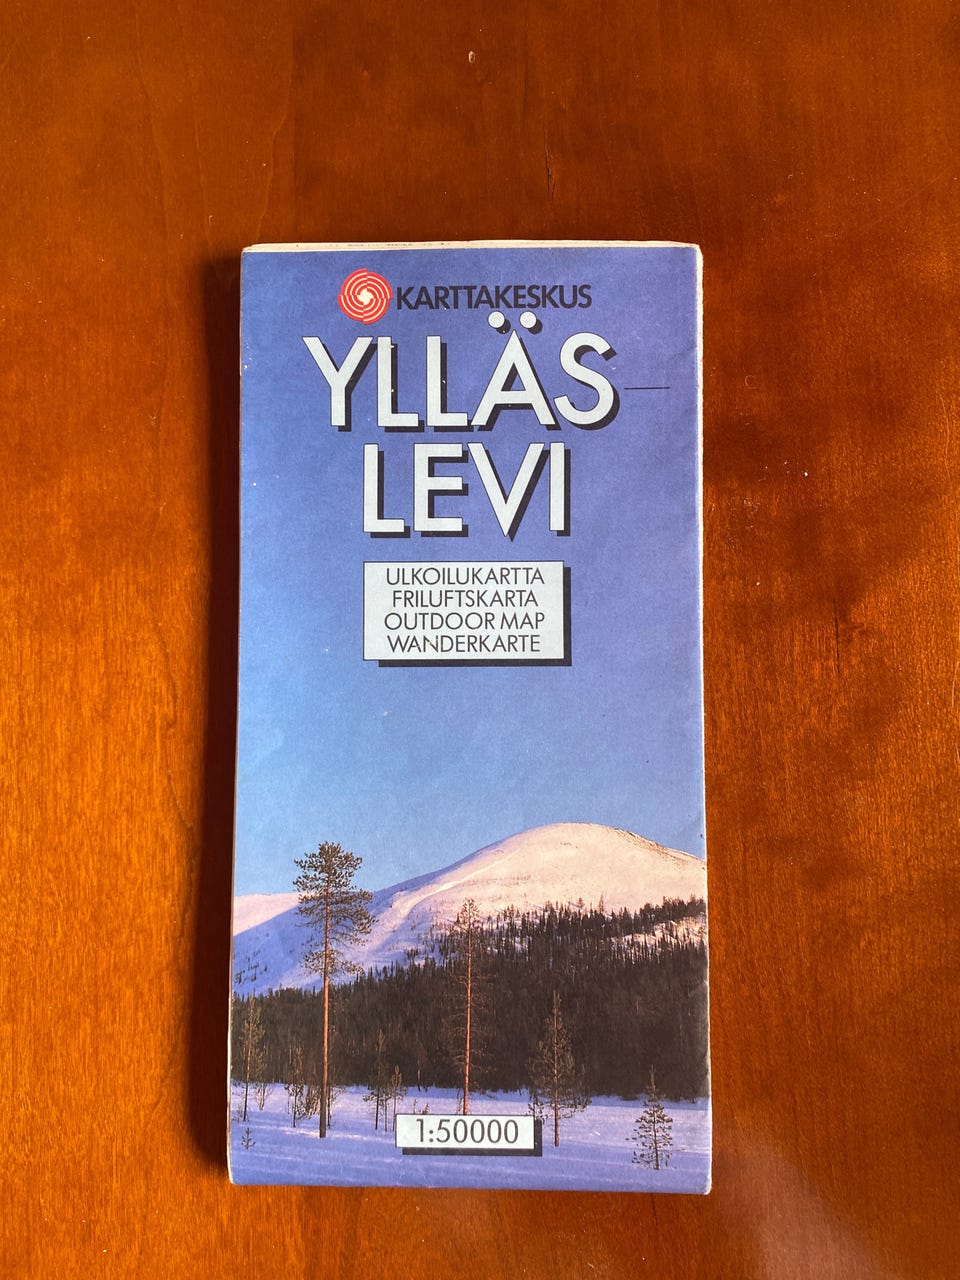 KARTTAKESKUS
YLLÄS–
LEVI
ULKOILUKARTTA
FRILUFTSKARTA
OUTDOOR MAP
WANDERKARTE
1:50000